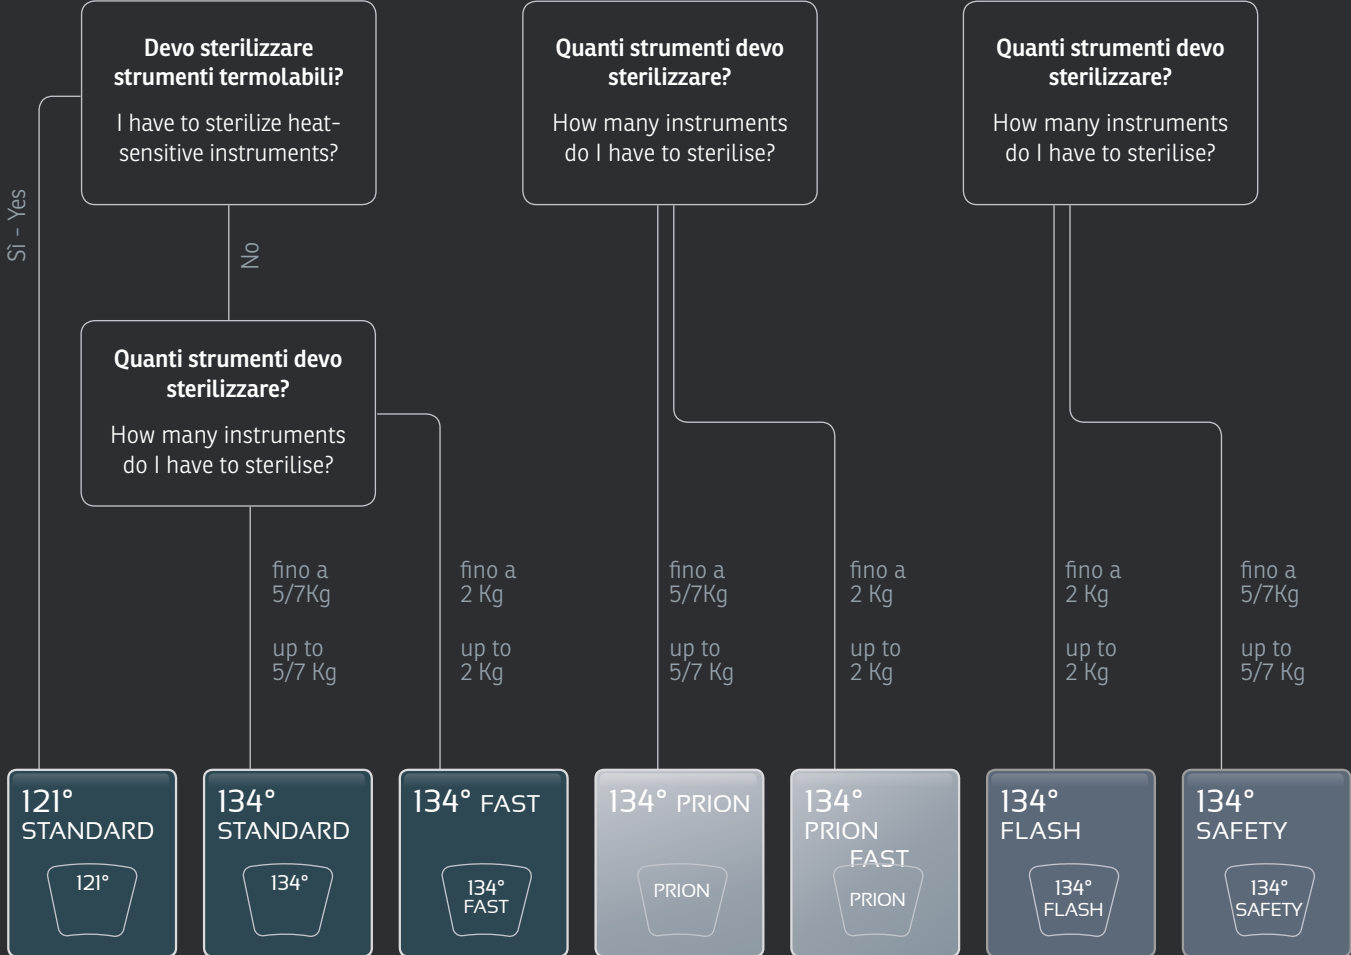 Devo sterilizzare
strumenti termolabili?
I have to sterilize heat-
sensitive instruments?
Quanti strumenti devo
sterilizzare?
How many instruments
do I have to sterilise?
Quanti strumenti devo
sterilizzare?
How many instruments
do I have to sterilise?
Sì - Yes
No
Quanti strumenti devo
sterilizzare?
How many instruments
do I have to sterilise?
fino a
5/7Kg
up to
5/7 Kg
fino a
2 Kg
up to
2 Kg
fino a
5/7Kg
up to
5/7 Kg
fino a
2 Kg
up to
2 Kg
fino a
2 Kg
up to
2 Kg
fino a
5/7Kg
up to
5/7 Kg
121°
STANDARD
121°
134°
STANDARD
134°
134° FAST
134°
FAST
134° PRION
PRION
134°
PRION
FAST
PRION
134°
FLASH
134°
FLASH
134°
SAFETY
134°
SAFETY